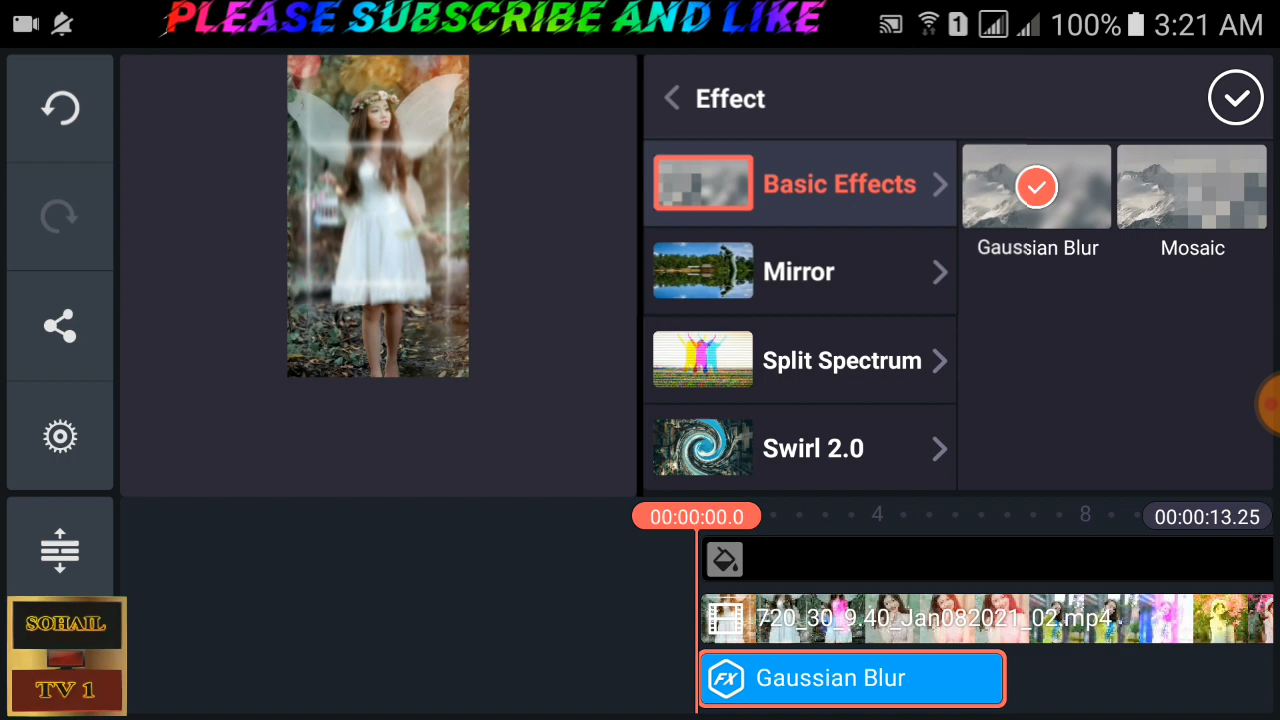 PLEASE SUBSCRIBE AND LIKE
1
100%
3:21 AM
Effect
Basic Effects
Gaussian Blur
Mosaic
Mirror
Split Spectrum
Swirl 2.0
00:00:00.0
4
8
00:00:13.25
720_30_9.40_Jan082021_02.mp4
FX
Gaussian Blur
SOHAIL
TV 1